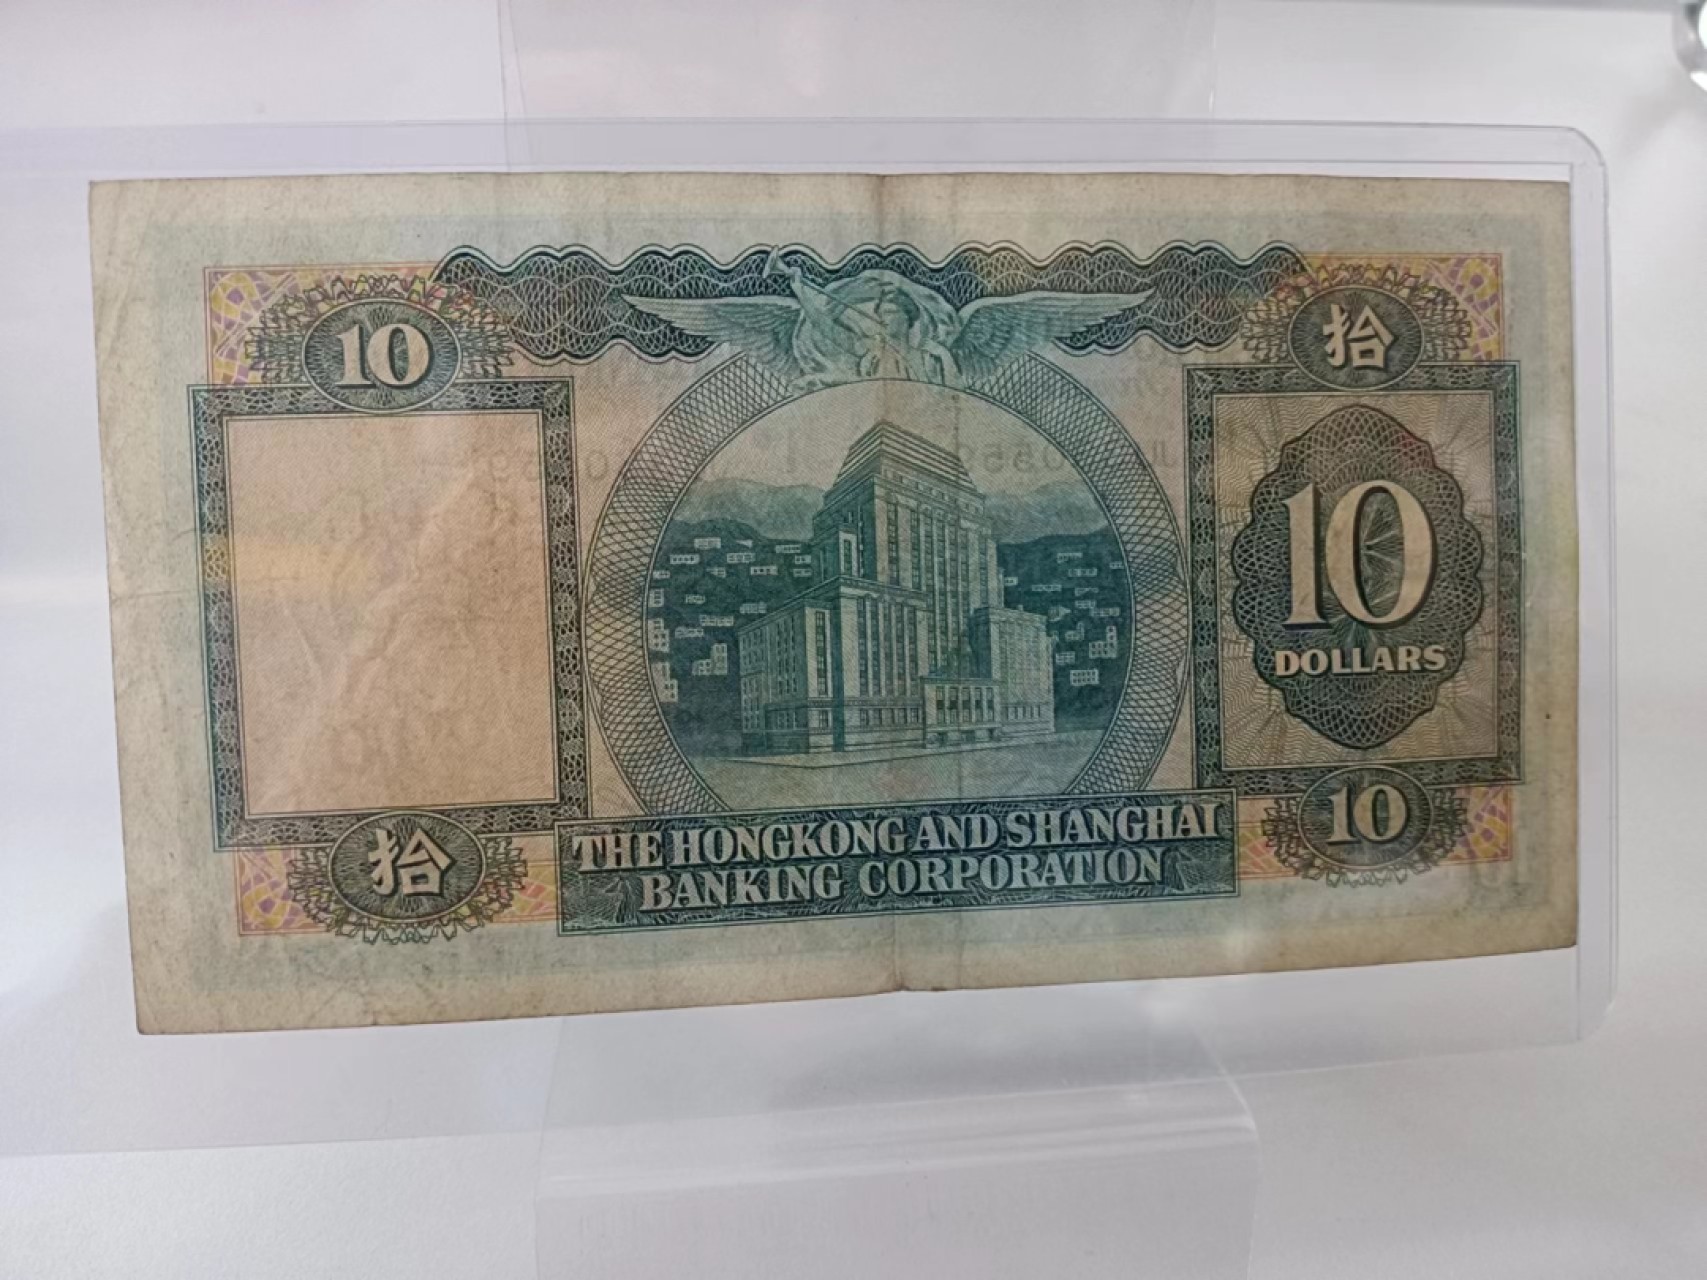 10
拾
10
DOLLARS
10
拾
THE HONGKONG AND SHANGHAI
BANKING CORPORATION